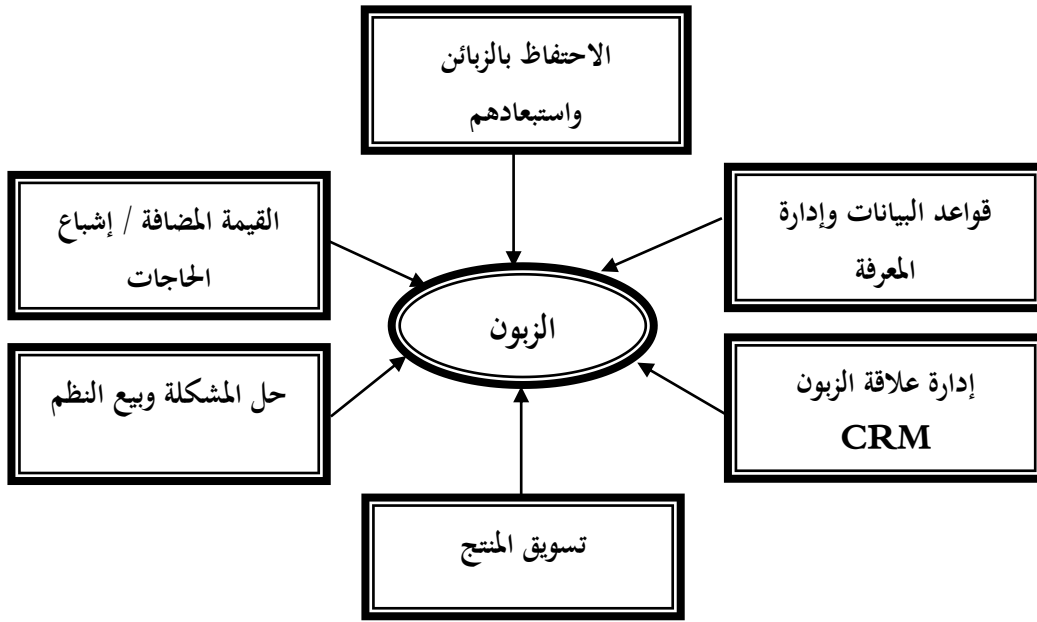 الاحتفاظ بالزبائن
واستبعادهم
قواعد البيانات وإدارة
المعرفة
القيمة المضافة / إشباع
الحاجات
الزبون
إدارة علاقة الزبون
CRM
حل المشكلة وبيع النظم
تسويق المنتج